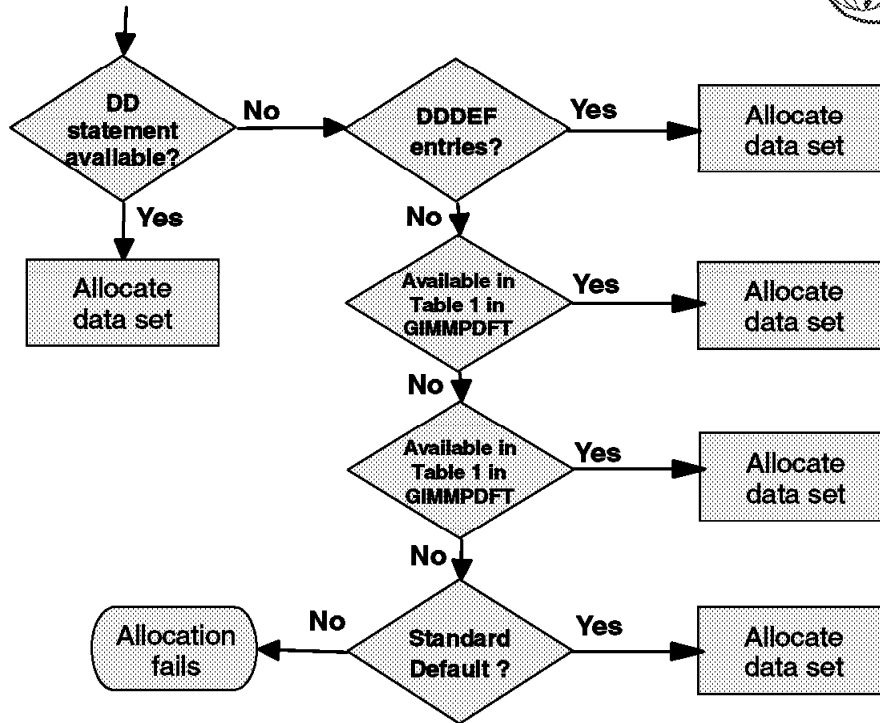 DD
statement
available?
No
DDDEF
entries?
Yes
Allocate
data set
Yes
Allocate
data set
No
Available in
Table 1 in
GIMMPDFT
Yes
Allocate
data set
No
Available in
Table 1 in
GIMMPDFT
Yes
Allocate
data set
No
Standard
Default ?
Yes
Allocate
data set
No
Allocation
fails